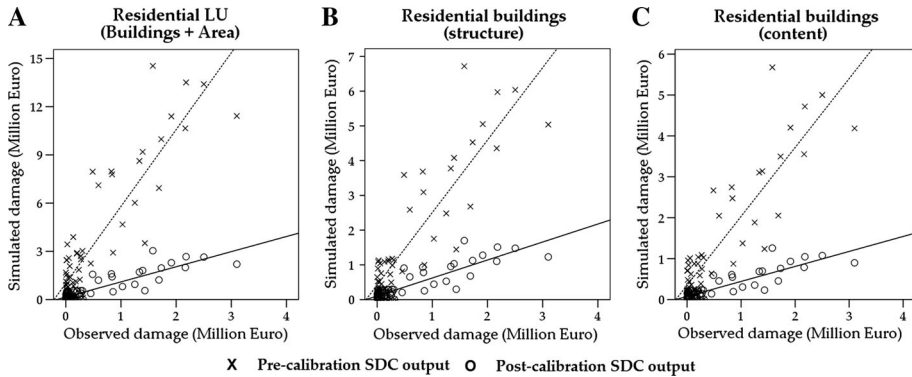 A
Residential LU
(Buildings + Area)
Simulated damage (Million Euro)
15
12
9
6
3
0
0 1 2 3 4
Observed damage (Million Euro)
B
Residential buildings
(structure)
Simulated damage (Million Euro)
7
6
5
4
3
2
1
0
0 1 2 3 4
Observed damage (Million Euro)
C
Residential buildings
(content)
Simulated damage (Million Euro)
6
5
4
3
2
1
0
0 1 2 3 4
Observed damage (Million Euro)
X Pre-calibration SDC output O Post-calibration SDC output